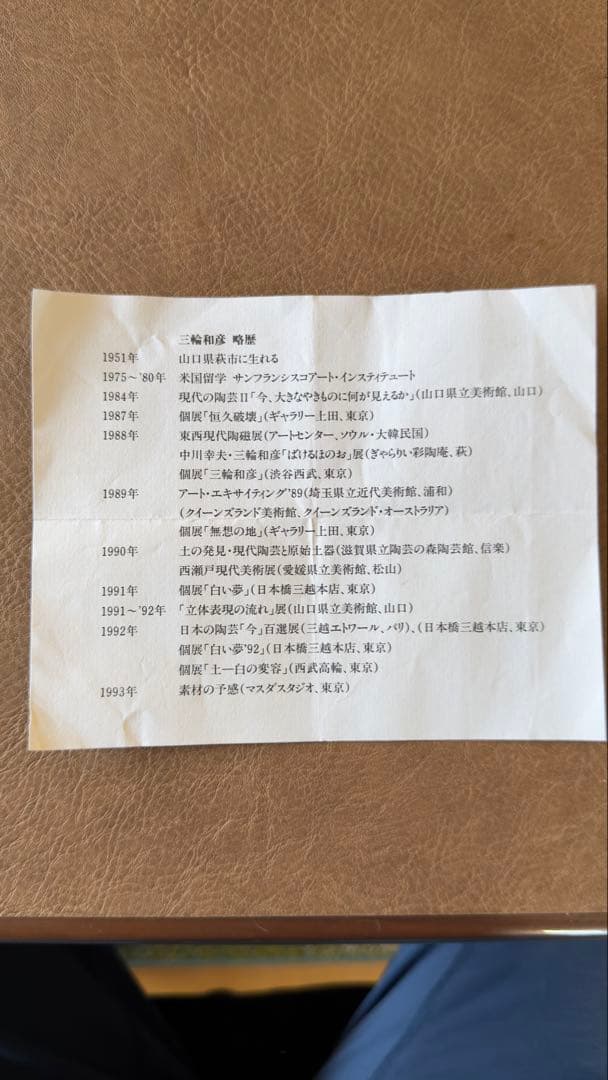 三輪和彦 略歴
1951年 山口県萩市に生れる
1975～'80年 米国留学 サンフランシスコアート・インスティテュート
1984年 現代の陶芸Ⅱ「今、大きなやきものに何が見えるか」(山口県立美術館、山口)
1987年 個展「恒久破壊」(ギャラリー上田、東京)
1988年 東西現代陶磁展(アートセンター、ソウル・大韓民国)
中川幸夫・三輪和彦「ばけるほのお」展(ぎゃらりい彩陶庵、萩)
個展「三輪和彦」(渋谷西武、東京)
1989年 アート・エキサイティング'89(埼玉県立近代美術館、浦和)
(クイーンズランド美術館、クイーンズランド・オーストラリア)
個展「無想の地」(ギャラリー上田、東京)
1990年 土の発見・現代陶芸と原始土器(滋賀県立陶芸の森陶芸館、信楽)
西瀬戸現代美術展(愛媛県立美術館、松山)
1991年 個展「白い夢」(日本橋三越本店、東京)
1991～'92年 「立体表現の流れ」展(山口県立美術館、山口)
1992年 日本の陶芸「今」百選展(三越エトワール、パリ)、(日本橋三越本店、東京)
個展「白い夢'92」(日本橋三越本店、東京)
個展「土―白の変容」(西武高輪、東京)
1993年 素材の予感(マスダスタジオ、東京)